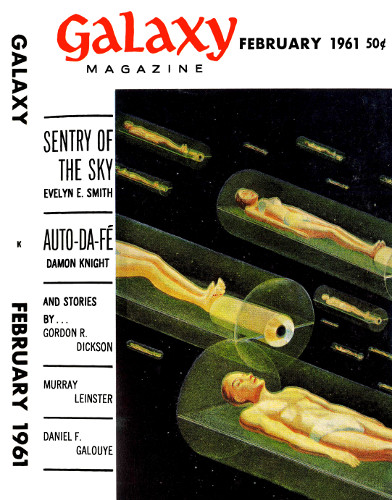 GALAXY
K
FEBRUARY 1961
GALAXY
MAGAZINE
FEBRUARY 1961 50¢
SENTRY OF
THE SKY
EVELYN E. SMITH
AUTO-DA-FÉ
DAMON KNIGHT
AND STORIES
BY...
GORDON R.
DICKSON
MURRAY
LEINSTER
DANIEL F.
GALOUYE